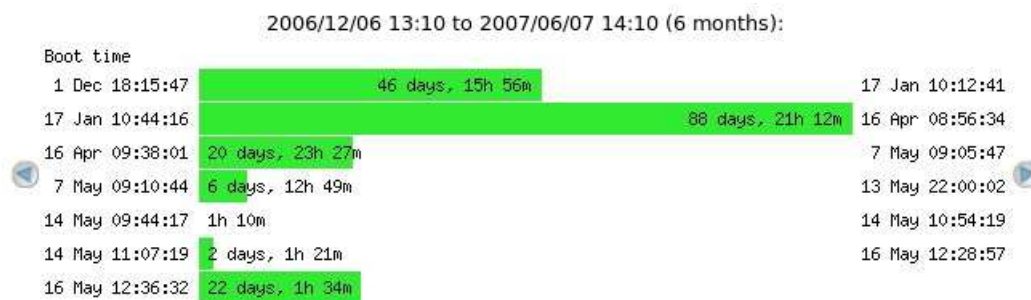 2006/12/06 13:10 to 2007/06/07 14:10 (6 months):
Boot time
1 Dec 18:15:47 46 days, 15h 56m 17 Jan 10:12:41
17 Jan 10:44:16 88 days, 21h 12m 16 Apr 08:56:34
16 Apr 09:38:01 20 days, 23h 27m 7 May 09:05:47
7 May 09:10:44 6 days, 12h 49m 13 May 22:00:02
14 May 09:44:17 1h 10m 14 May 10:54:19
14 May 11:07:19 2 days, 1h 21m 16 May 12:28:57
16 May 12:36:32 22 days, 1h 34m